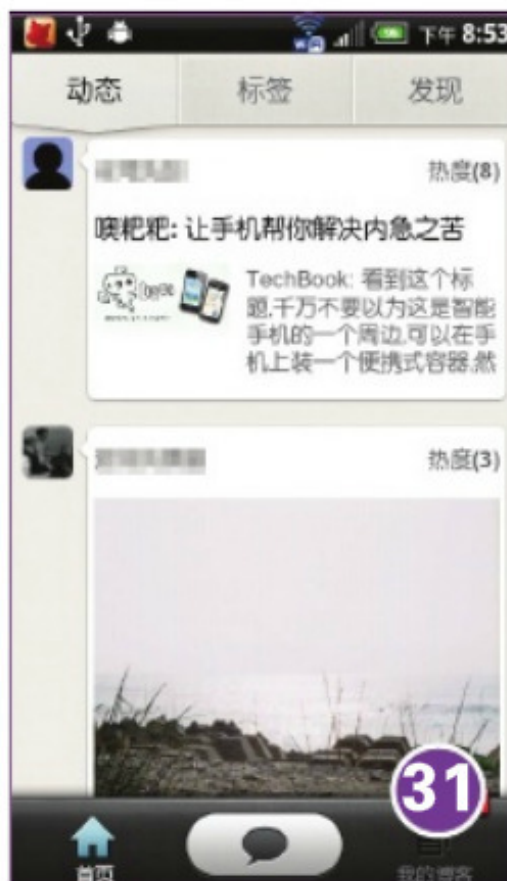 下午 8:53
动态 标签 发现
热度(8)
噢粑粑: 让手机帮你解决内急之苦
TechBook: 看到这个标
题,千万不要以为这是智能
手机的一个周边,可以在手
机上装一个便携式容器,然
热度(3)
31
首页 我的博客